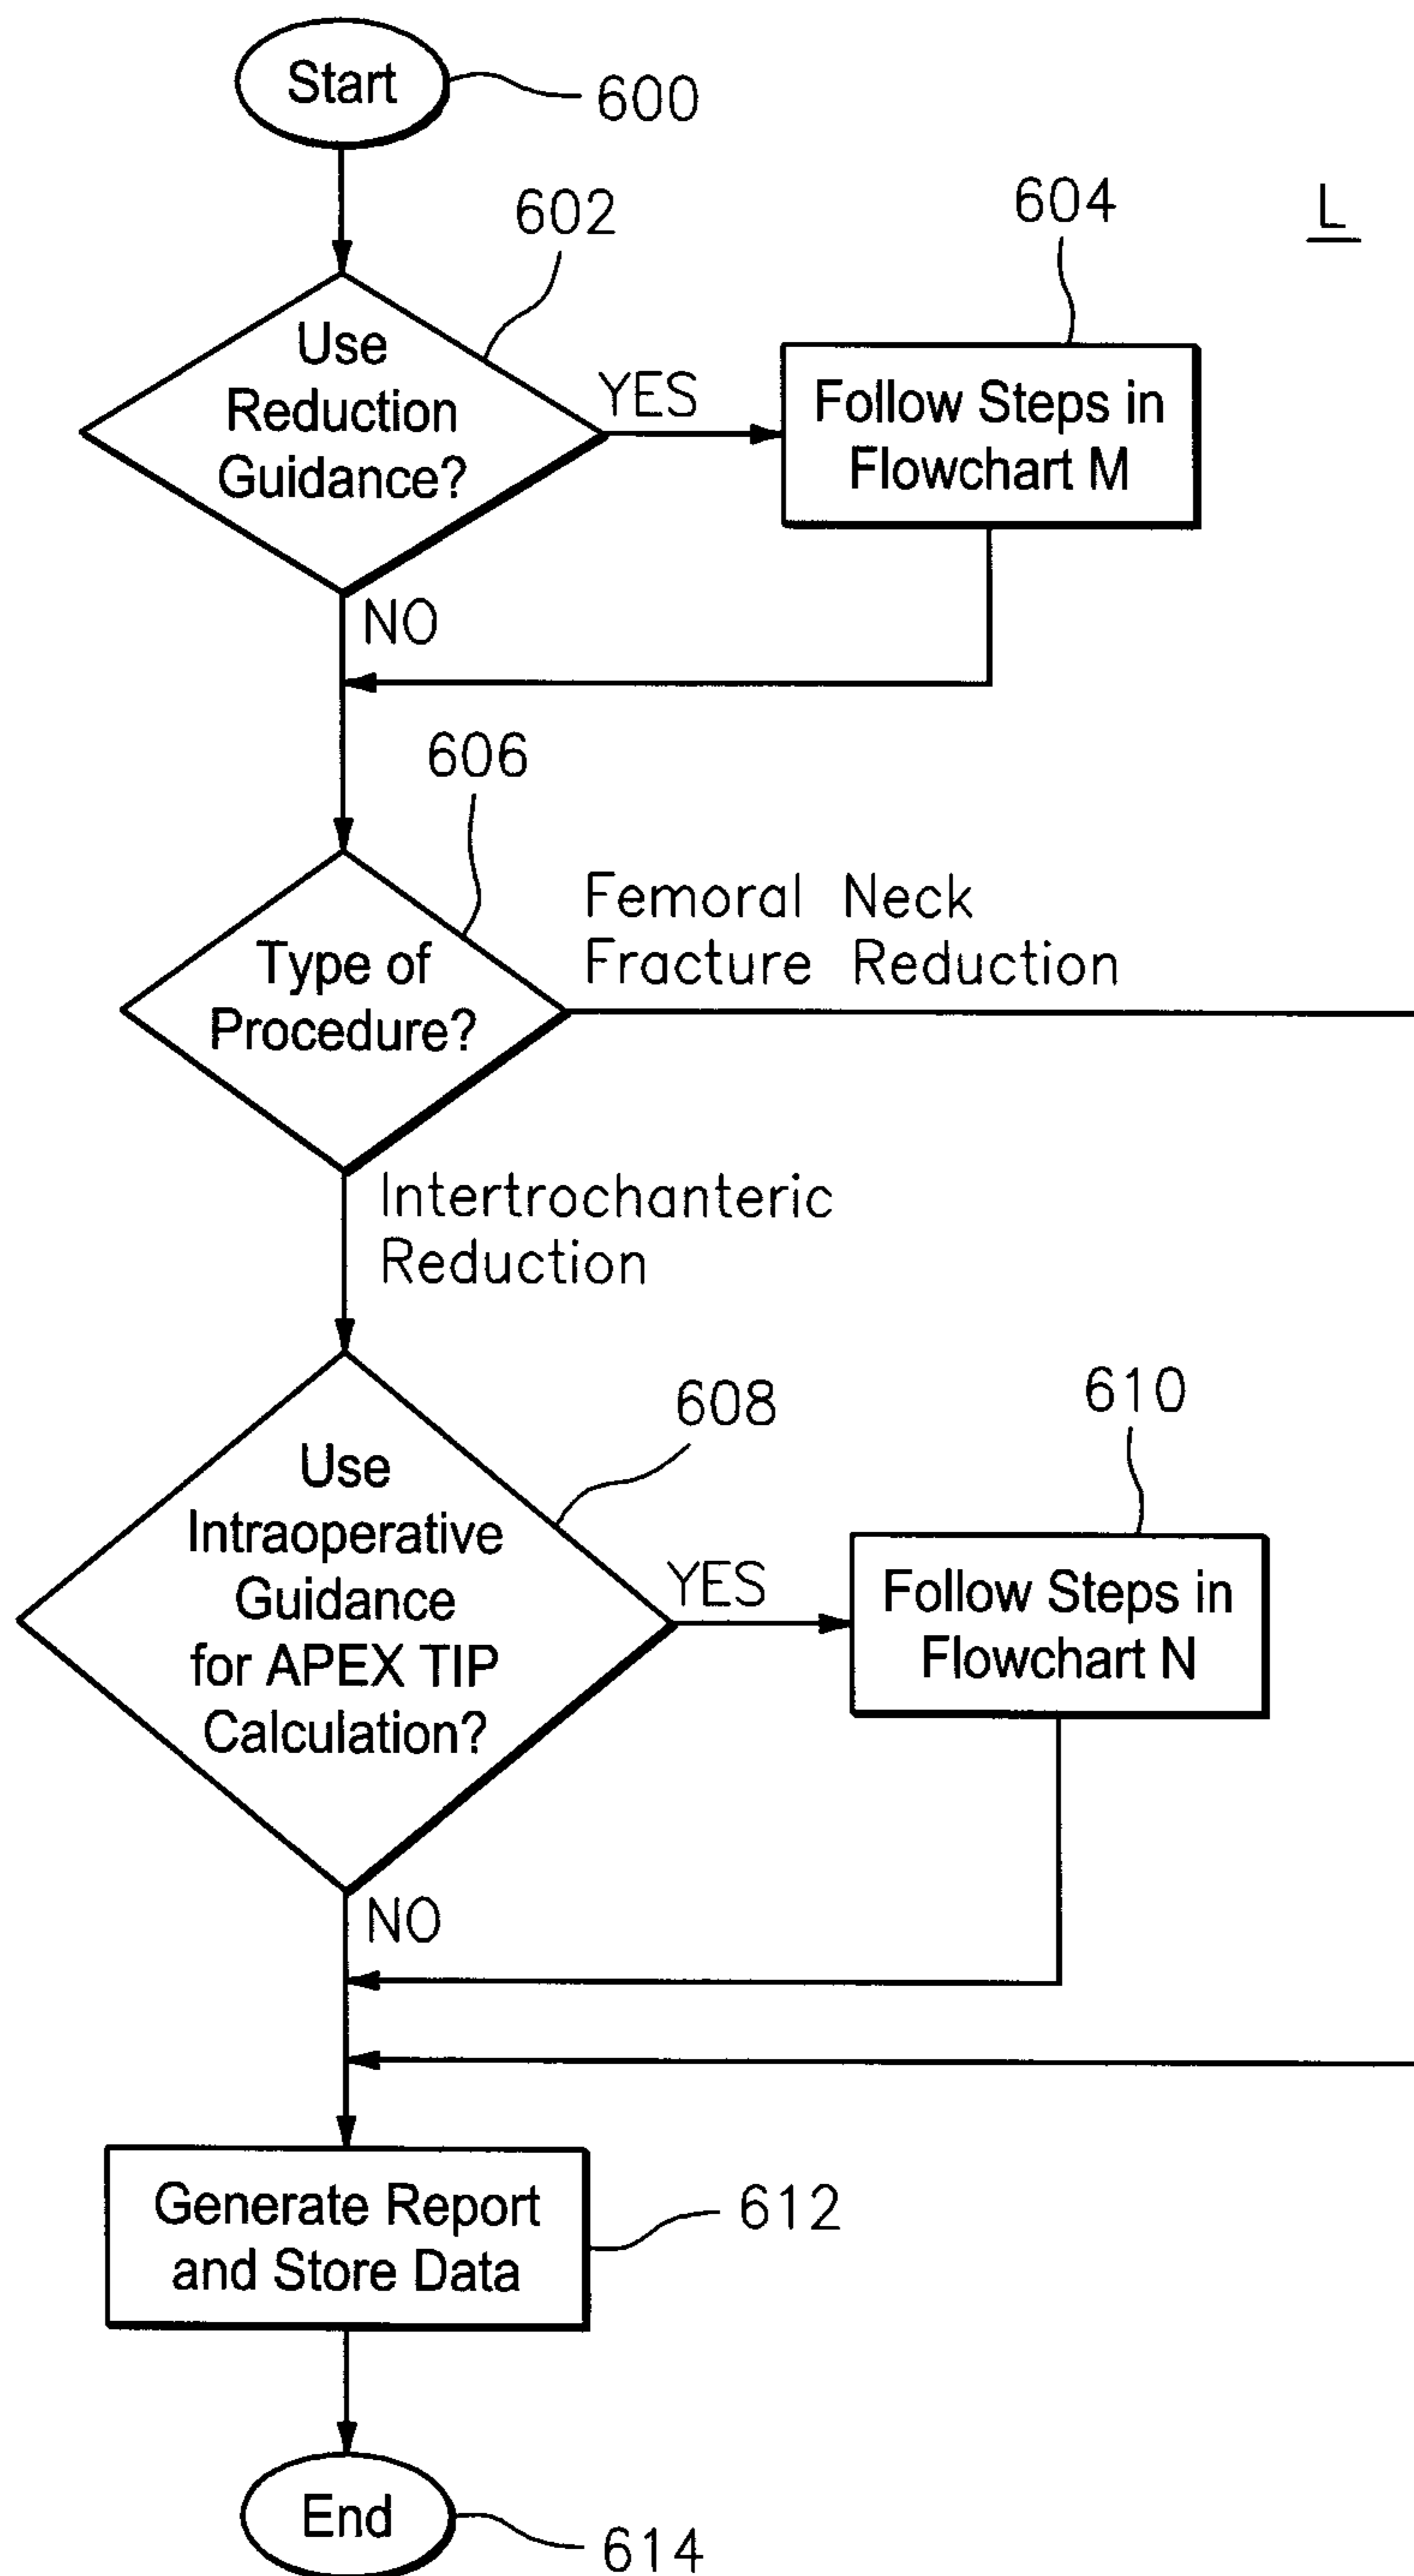 Start
600
602
604
L
Use
Reduction
Guidance?
YES
Follow Steps in
Flowchart M
NO
606
Femoral Neck
Fracture Reduction
Type of
Procedure?
Intertrochanteric
Reduction
608
610
Use
Intraoperative
Guidance
for APEX TIP
Calculation?
YES
Follow Steps in
Flowchart N
NO
Generate Report
and Store Data
612
End
614